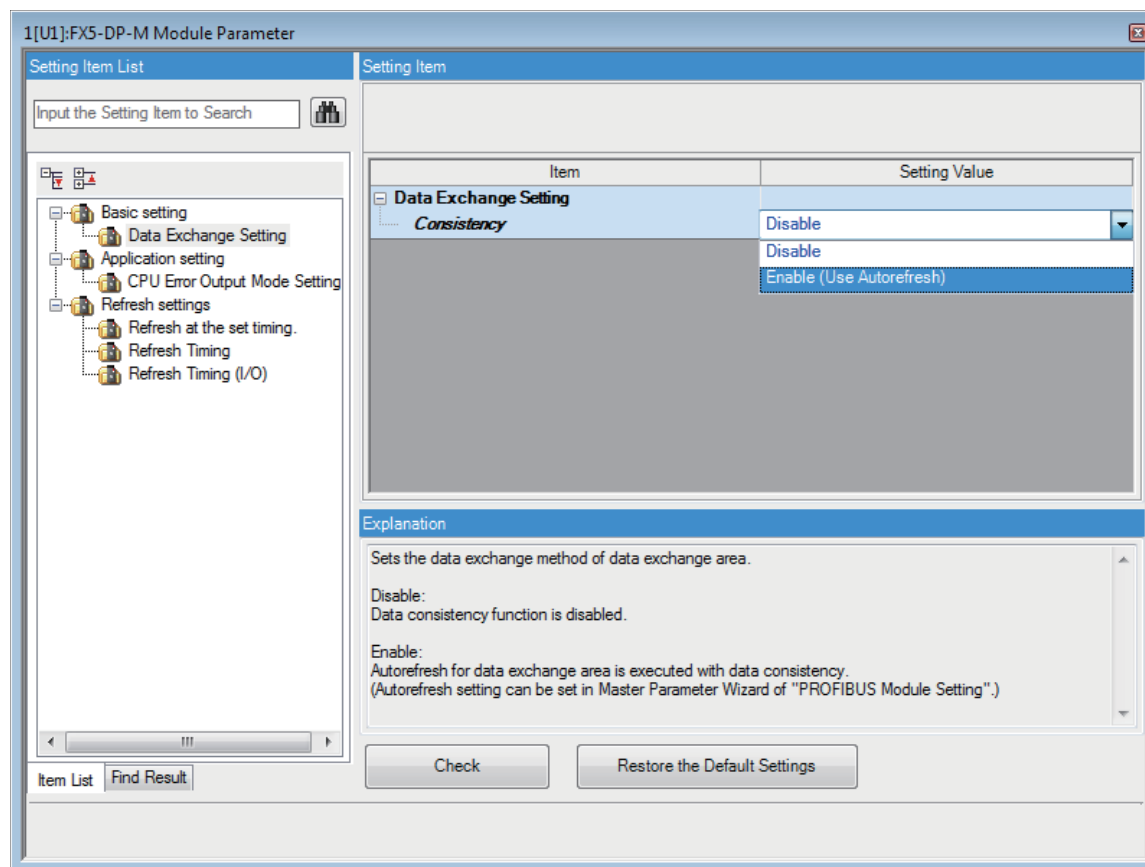 1[U1]:FX5-DP-M Module Parameter
Setting Item List
Input the Setting Item to Search
Basic setting
Data Exchange Setting
Application setting
CPU Error Output Mode Setting
Refresh settings
Refresh at the set timing.
Refresh Timing
Refresh Timing (I/O)
Item List Find Result
Setting Item
Item Setting Value
Data Exchange Setting
Consistency Disable
Disable
Enable (Use Autorefresh)
Explanation
Sets the data exchange method of data exchange area.
Disable:
Data consistency function is disabled.
Enable:
Autorefresh for data exchange area is executed with data consistency.
(Autorefresh setting can be set in Master Parameter Wizard of "PROFIBUS Module Setting".)
Check Restore the Default Settings